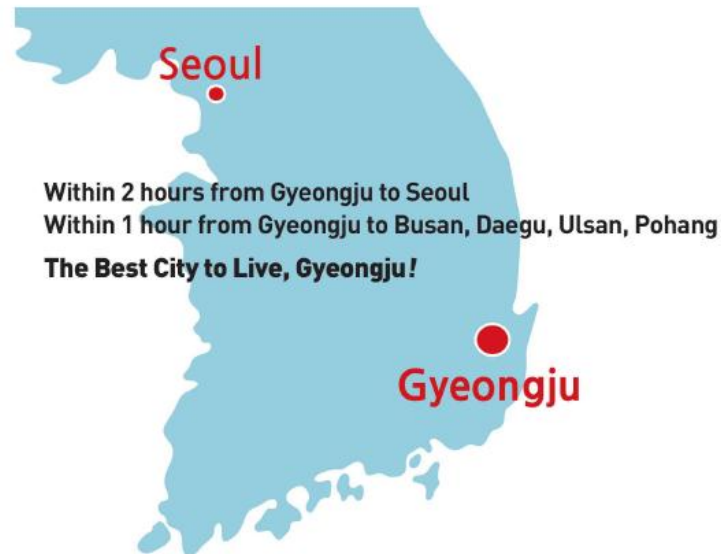 Seoul
Within 2 hours from Gyeongju to Seoul
Within 1 hour from Gyeongju to Busan, Daegu, Ulsan, Pohang
The Best City to Live, Gyeongju!
Gyeongju